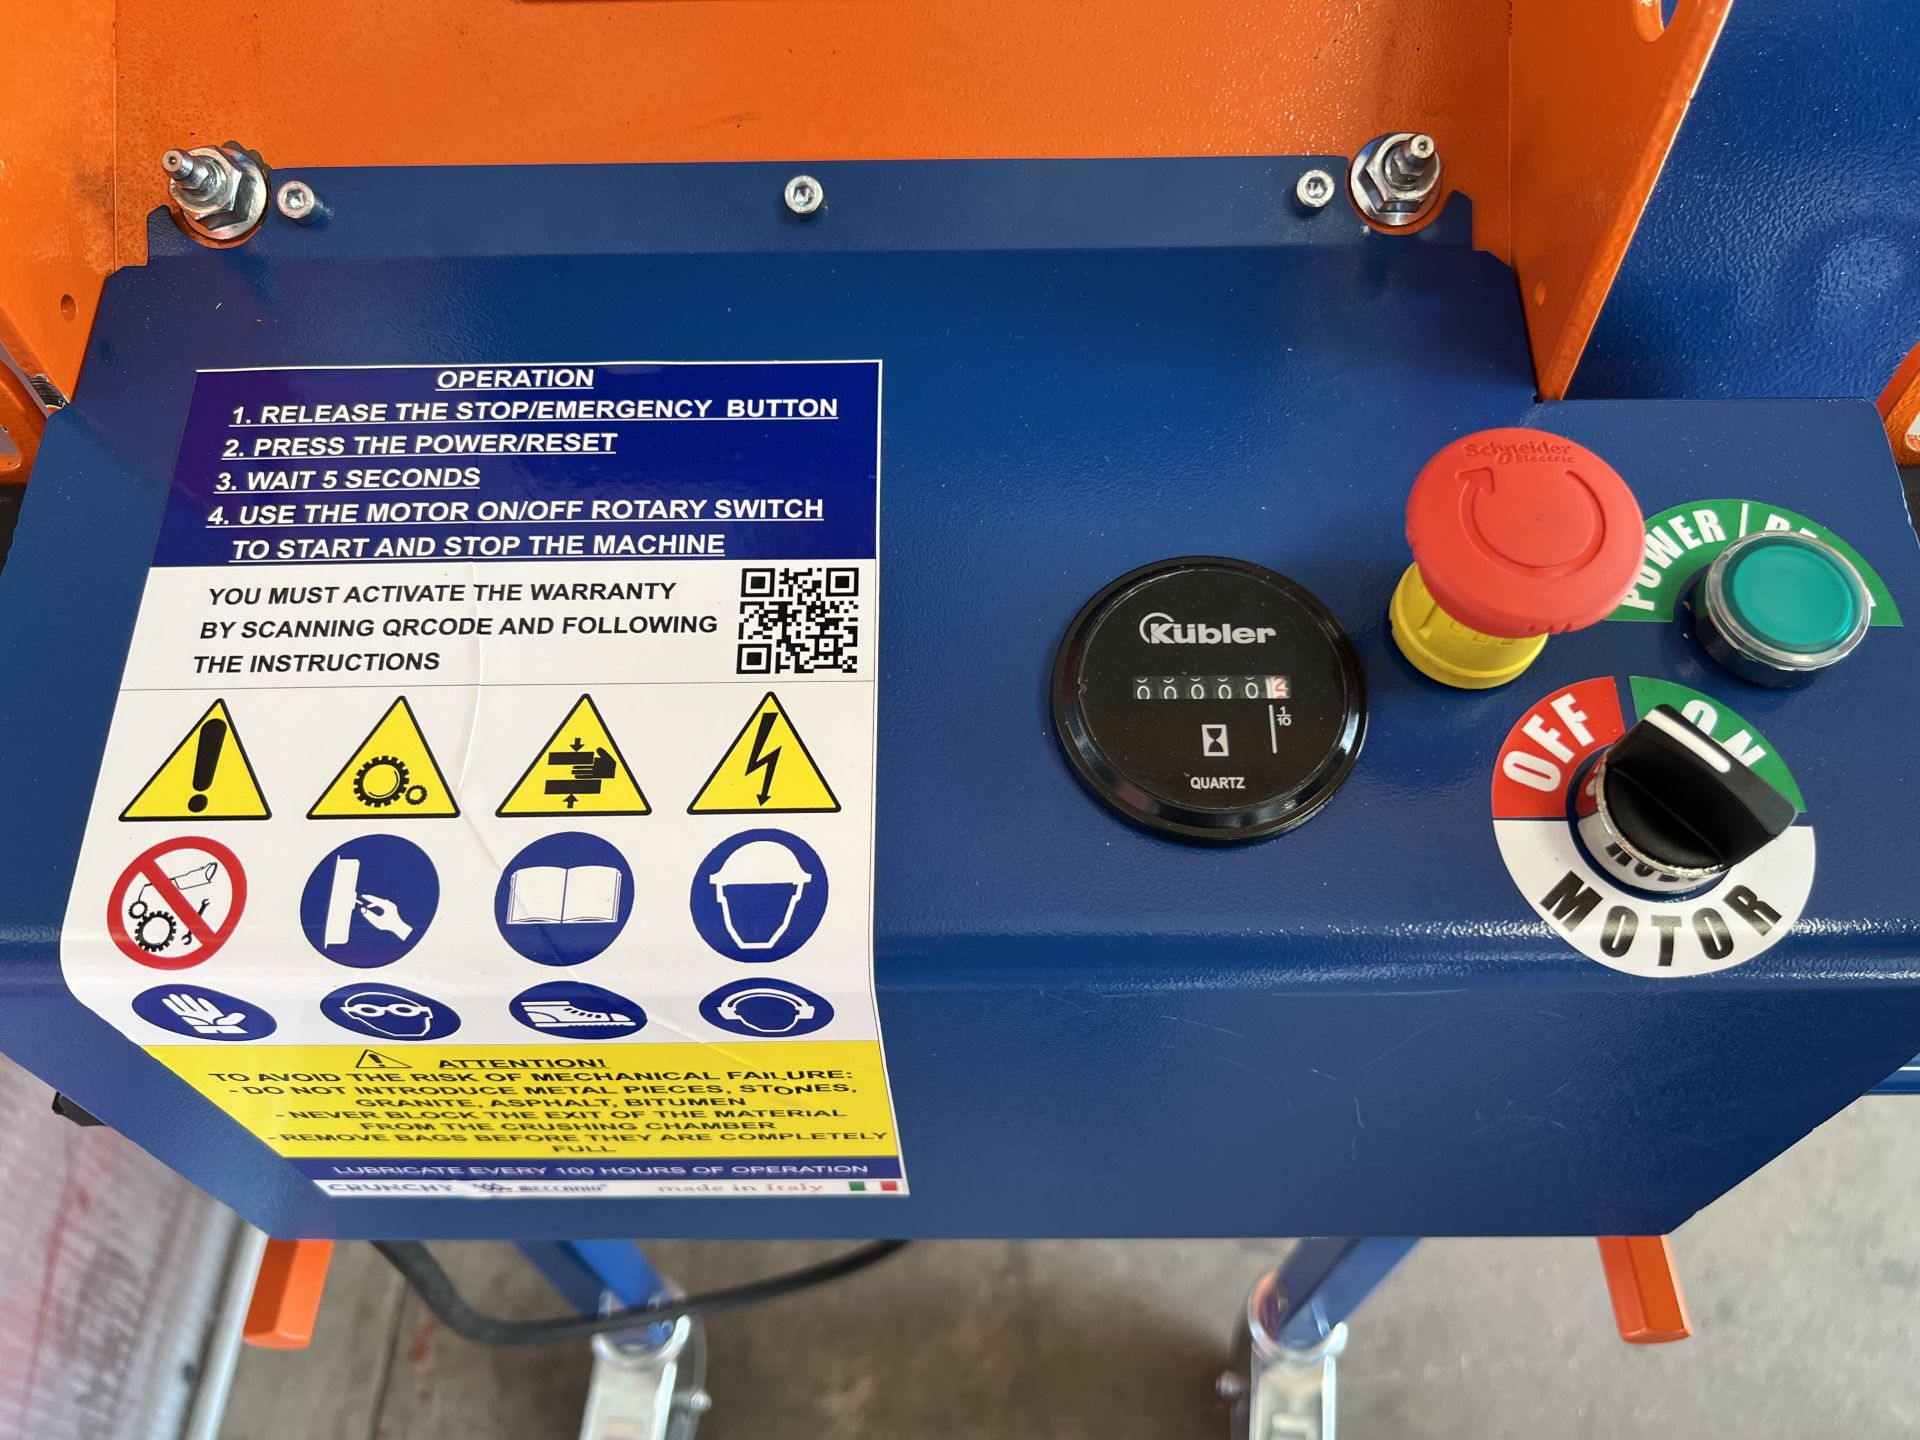 OPERATION
1. RELEASE THE STOP/EMERGENCY BUTTON
2. PRESS THE POWER/RESET
3. WAIT 5 SECONDS
4. USE THE MOTOR ON/OFF ROTARY SWITCH
TO START AND STOP THE MACHINE
YOU MUST ACTIVATE THE WARRANTY
BY SCANNING QRCODE AND FOLLOWING
THE INSTRUCTIONS
ATTENTION!
TO AVOID THE RISK OF MECHANICAL FAILURE:
- DO NOT INTRODUCE METAL PIECES, STONES,
GRANITE, ASPHALT, BITUMEN
- NEVER BLOCK THE EXIT OF THE MATERIAL
FROM THE CRUSHING CHAMBER
- REMOVE BAGS BEFORE THEY ARE COMPLETELY
FULL
LUBRICATE EVERY 100 HOURS OF OPERATION
CRUNCHY
made in Italy
Kübler
00000
1/10
QUARTZ
Schneider
Electric
POWER /
OFF ON
MOTOR